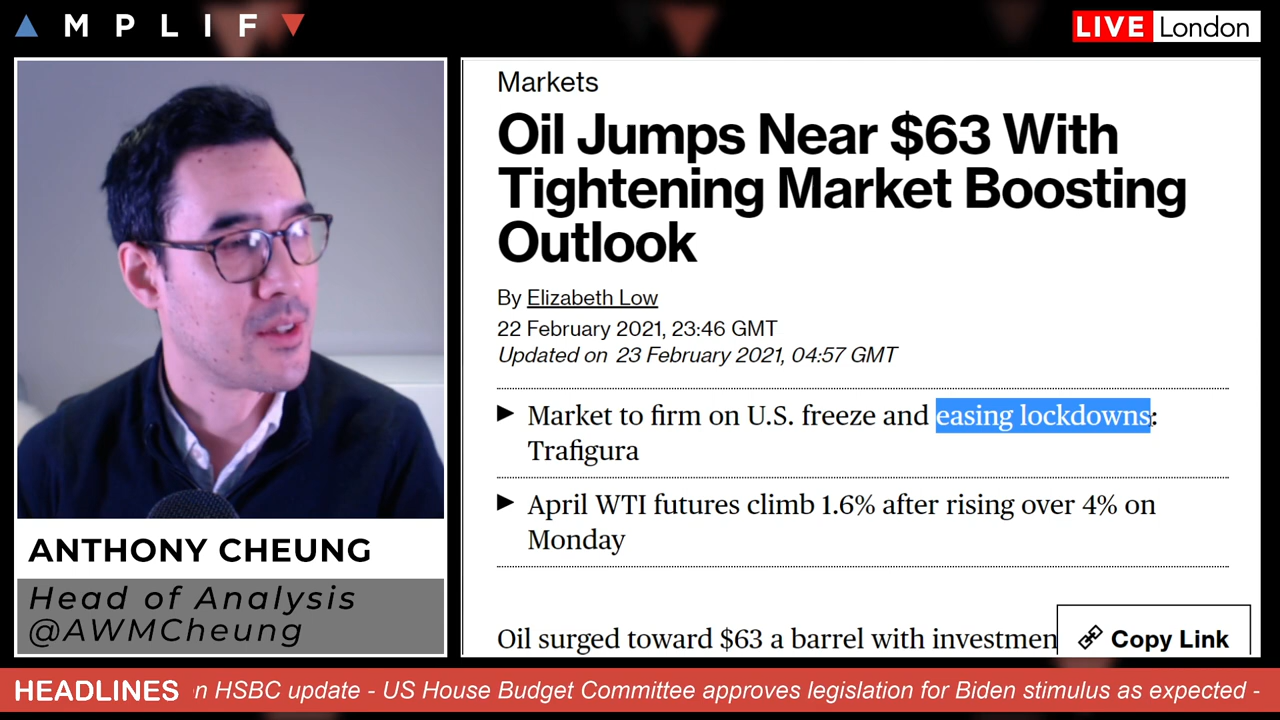 AMPLIFY
LIVE London
Markets
Oil Jumps Near $63 With
Tightening Market Boosting
Outlook
By Elizabeth Low
22 February 2021, 23:46 GMT
Updated on 23 February 2021, 04:57 GMT
Market to firm on U.S. freeze and easing lockdowns:
Trafigura
April WTI futures climb 1.6% after rising over 4% on
Monday
Oil surged toward $63 a barrel with
Copy Link
ANTHONY CHEUNG
Head of Analysis
@AWMCheung
HEADLINES HSBC update - US House Budget Committee approves legislation for Biden stimulus as expected -